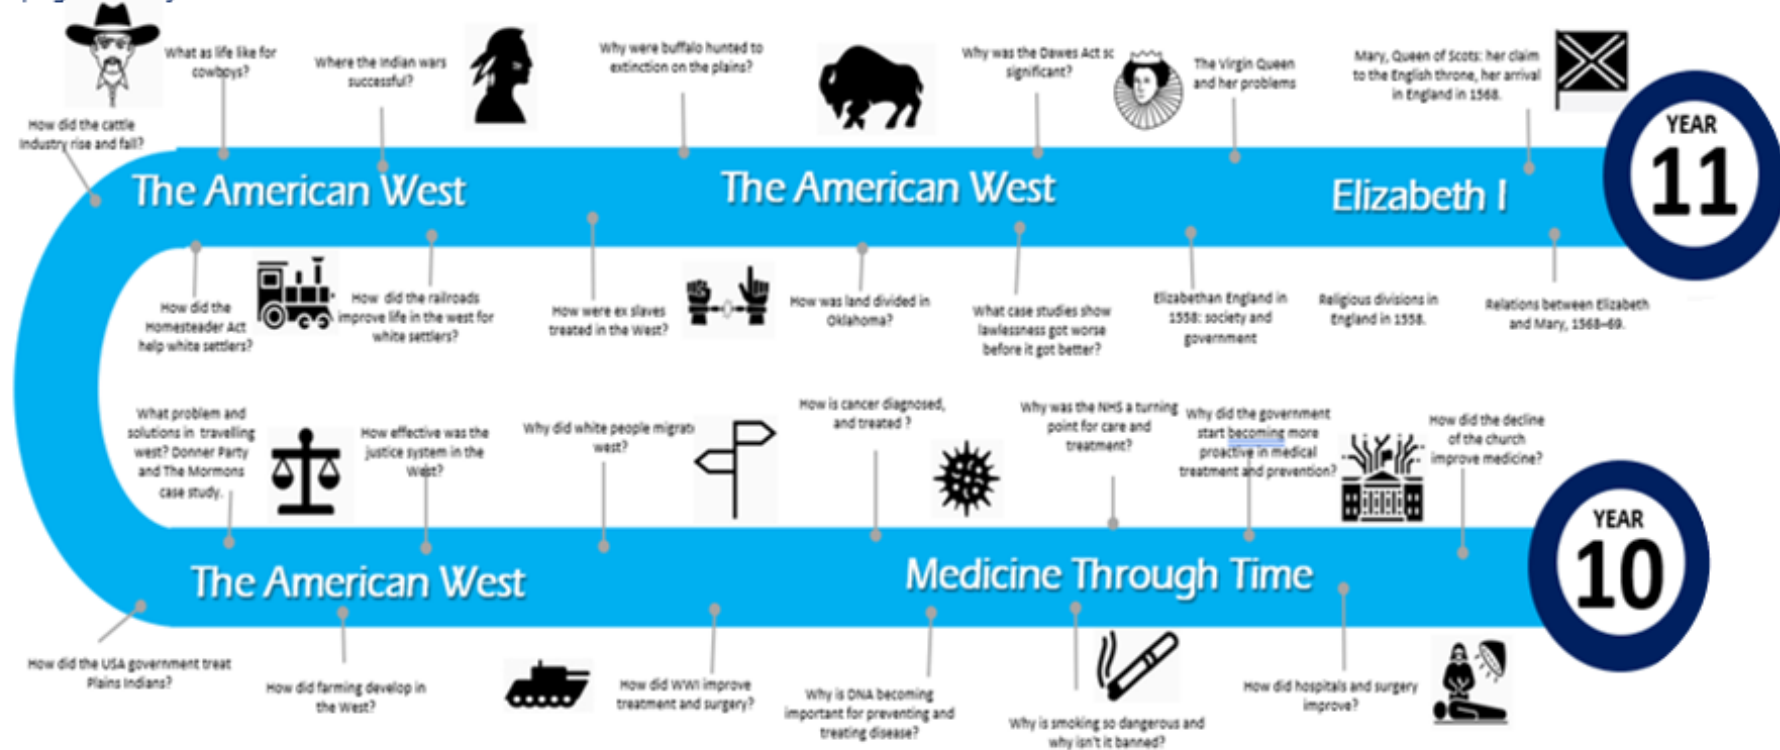 What as life like for
cowboys?
Where the Indian wars
successful?
Why were buffalo hunted to
extinction on the plains?
Why was the Dawes Act sc
significant?
The Virgin Queen
and her problems
Mary, Queen of Scots: her claim
to the English throne, her arrival
in England in 1568.
How did the cattle
Industry rise and fall?
YEAR
11
The American West
The American West
Elizabeth I
How did the
Homesteader Act
help white settlers?
How did the railroads
improve life in the west for
white settlers?
How were ex slaves
treated in the West?
How was land divided in
Oklahoma?
What case studies show
lawlessness got worse
before it got better?
Elizabethan England in
1558: society and
government
Religious divisions in
England in 1558.
Relations between Elizabeth
and Mary, 1568–69.
What problem and
solutions in travelling
west? Donner Party
and The Mormons
case study.
How effective was the
justice system in the
West?
Why did white people migrate
west?
How is cancer diagnosed,
and treated ?
Why was the NHS a turning
point for care and
treatment?
Why did the government
start becoming more
proactive in medical
treatment and prevention?
How did the decline
of the church
improve medicine?
YEAR
10
The American West
Medicine Through Time
How did the USA government treat
Plains Indians?
How did farming develop in
the West?
How did WWI improve
treatment and surgery?
Why is DNA becoming
important for preventing and
treating disease?
Why is smoking so dangerous and
why isn't it banned?
How did hospitals and surgery
improve?